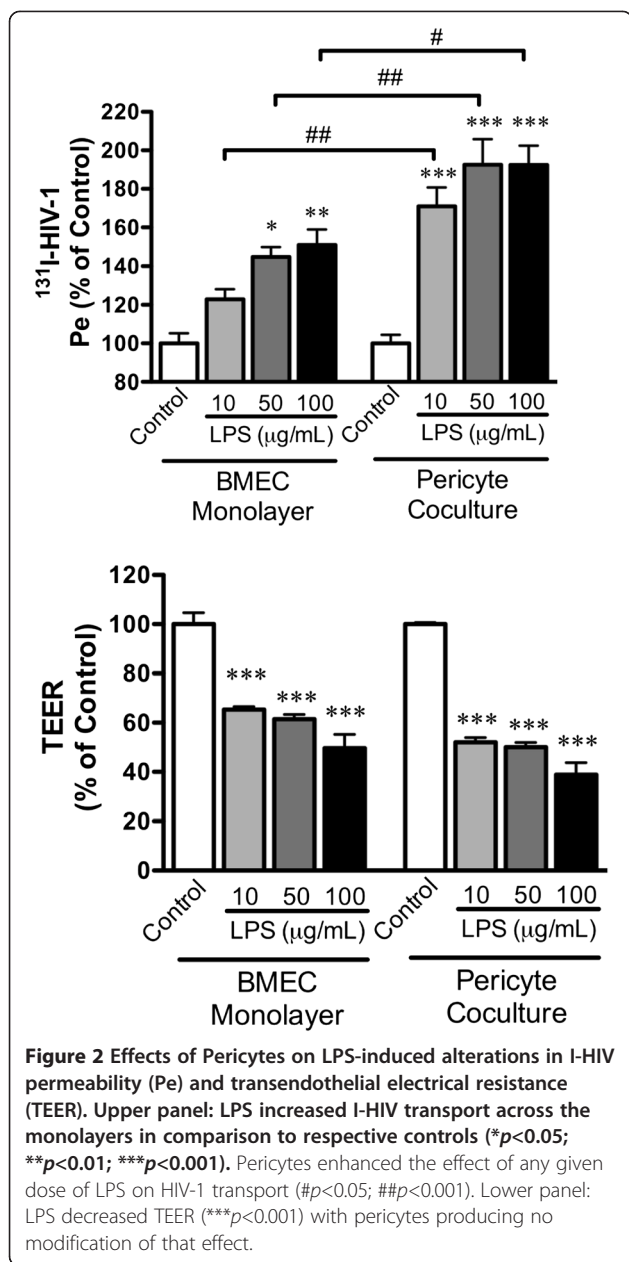 #
##
##
220
200
180
160
140
120
100
80
131I-HIV-1
Pe (% of Control)
* ** *** *** ***
Control 10 50 100 Control 10 50 100
LPS (μg/mL) LPS (μg/mL)
BMEC Pericyte
Monolayer Coculture
120
100
80
60
40
20
0
TEER
(% of Control)
*** *** *** *** *** ***
Control 10 50 100 Control 10 50 100
LPS (μg/mL) LPS (μg/mL)
BMEC Pericyte
Monolayer Coculture
Figure 2 Effects of Pericytes on LPS-induced alterations in I-HIV
permeability (Pe) and transendothelial electrical resistance
(TEER). Upper panel: LPS increased I-HIV transport across the
monolayers in comparison to respective controls (*p<0.05;
**p<0.01; ***p<0.001). Pericytes enhanced the effect of any given
dose of LPS on HIV-1 transport (#p<0.05; ##p<0.001). Lower panel:
LPS decreased TEER (***p<0.001) with pericytes producing no
modification of that effect.